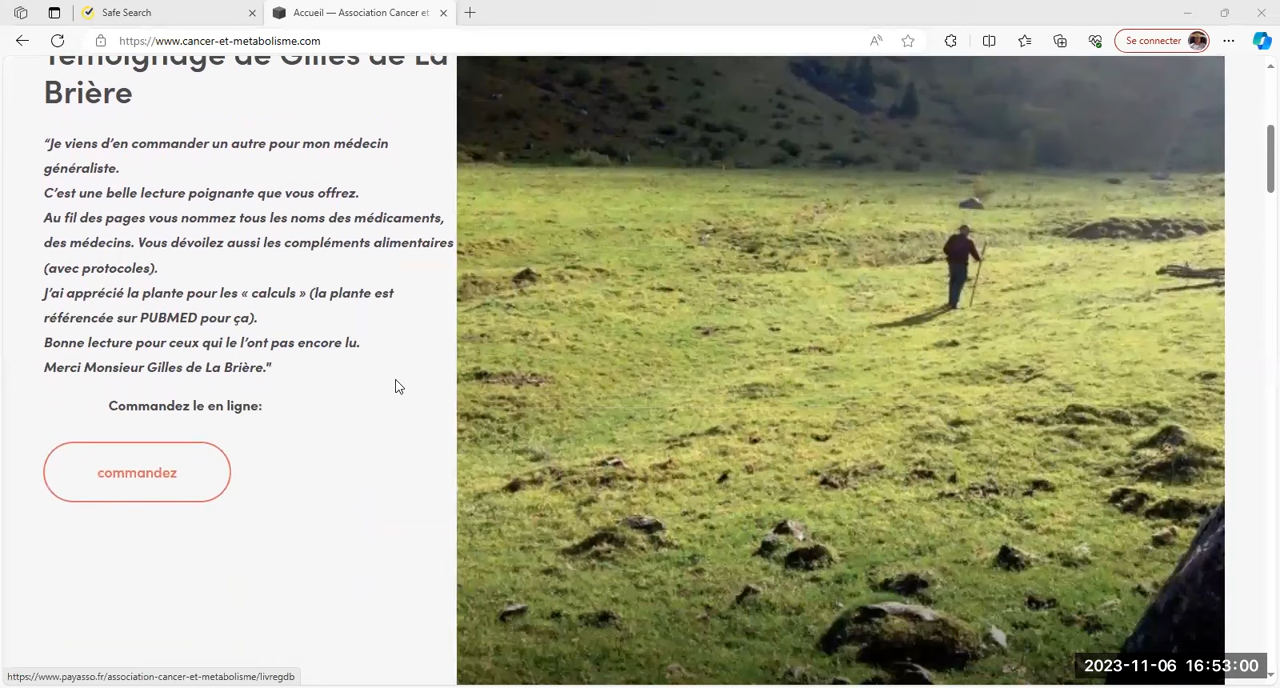 Safe Search
Accueil — Association Cancer et
https://www.cancer-et-metabolisme.com
Se connecter
Témoignage de Gilles de La
Brière
“Je viens d’en commander un autre pour mon médecin
généraliste.
C’est une belle lecture poignante que vous offrez.
Au fil des pages vous nommez tous les noms des médicaments,
des médecins. Vous dévoilez aussi les compléments alimentaires
(avec protocoles).
J’ai apprécié la plante pour les « calculs » (la plante est
référencée sur PUBMED pour ça).
Bonne lecture pour ceux qui le l’ont pas encore lu.
Merci Monsieur Gilles de La Brière."
Commandez le en ligne:
commandez
https://www.payasso.fr/association-cancer-et-metabolisme/livregdb
2023-11-06 16:53:00